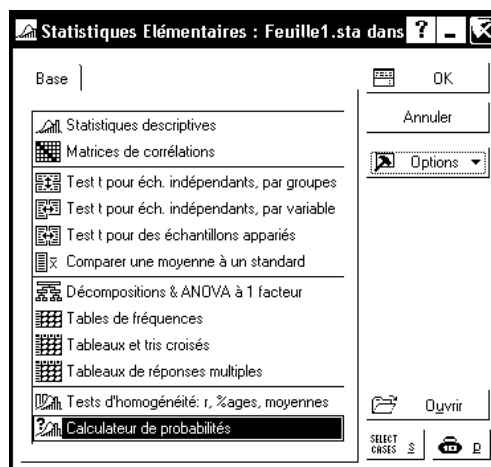 Statistiques Elémentaires : Feuille1.sta dans ?
Base
OK
Annuler
Options
Statistiques descriptives
Matrices de corrélations
Test t pour éch. indépendants, par groupes
Test t pour éch. indépendants, par variable
Test t pour des échantillons appariés
Comparer une moyenne à un standard
Décompositions & ANOVA à 1 facteur
Tables de fréquences
Tableaux et tris croisés
Tableaux de réponses multiples
Tests d'homogénéité: r, %ages, moyennes
Calculateur de probabilités
Ouvrir
SELECT CASES S D